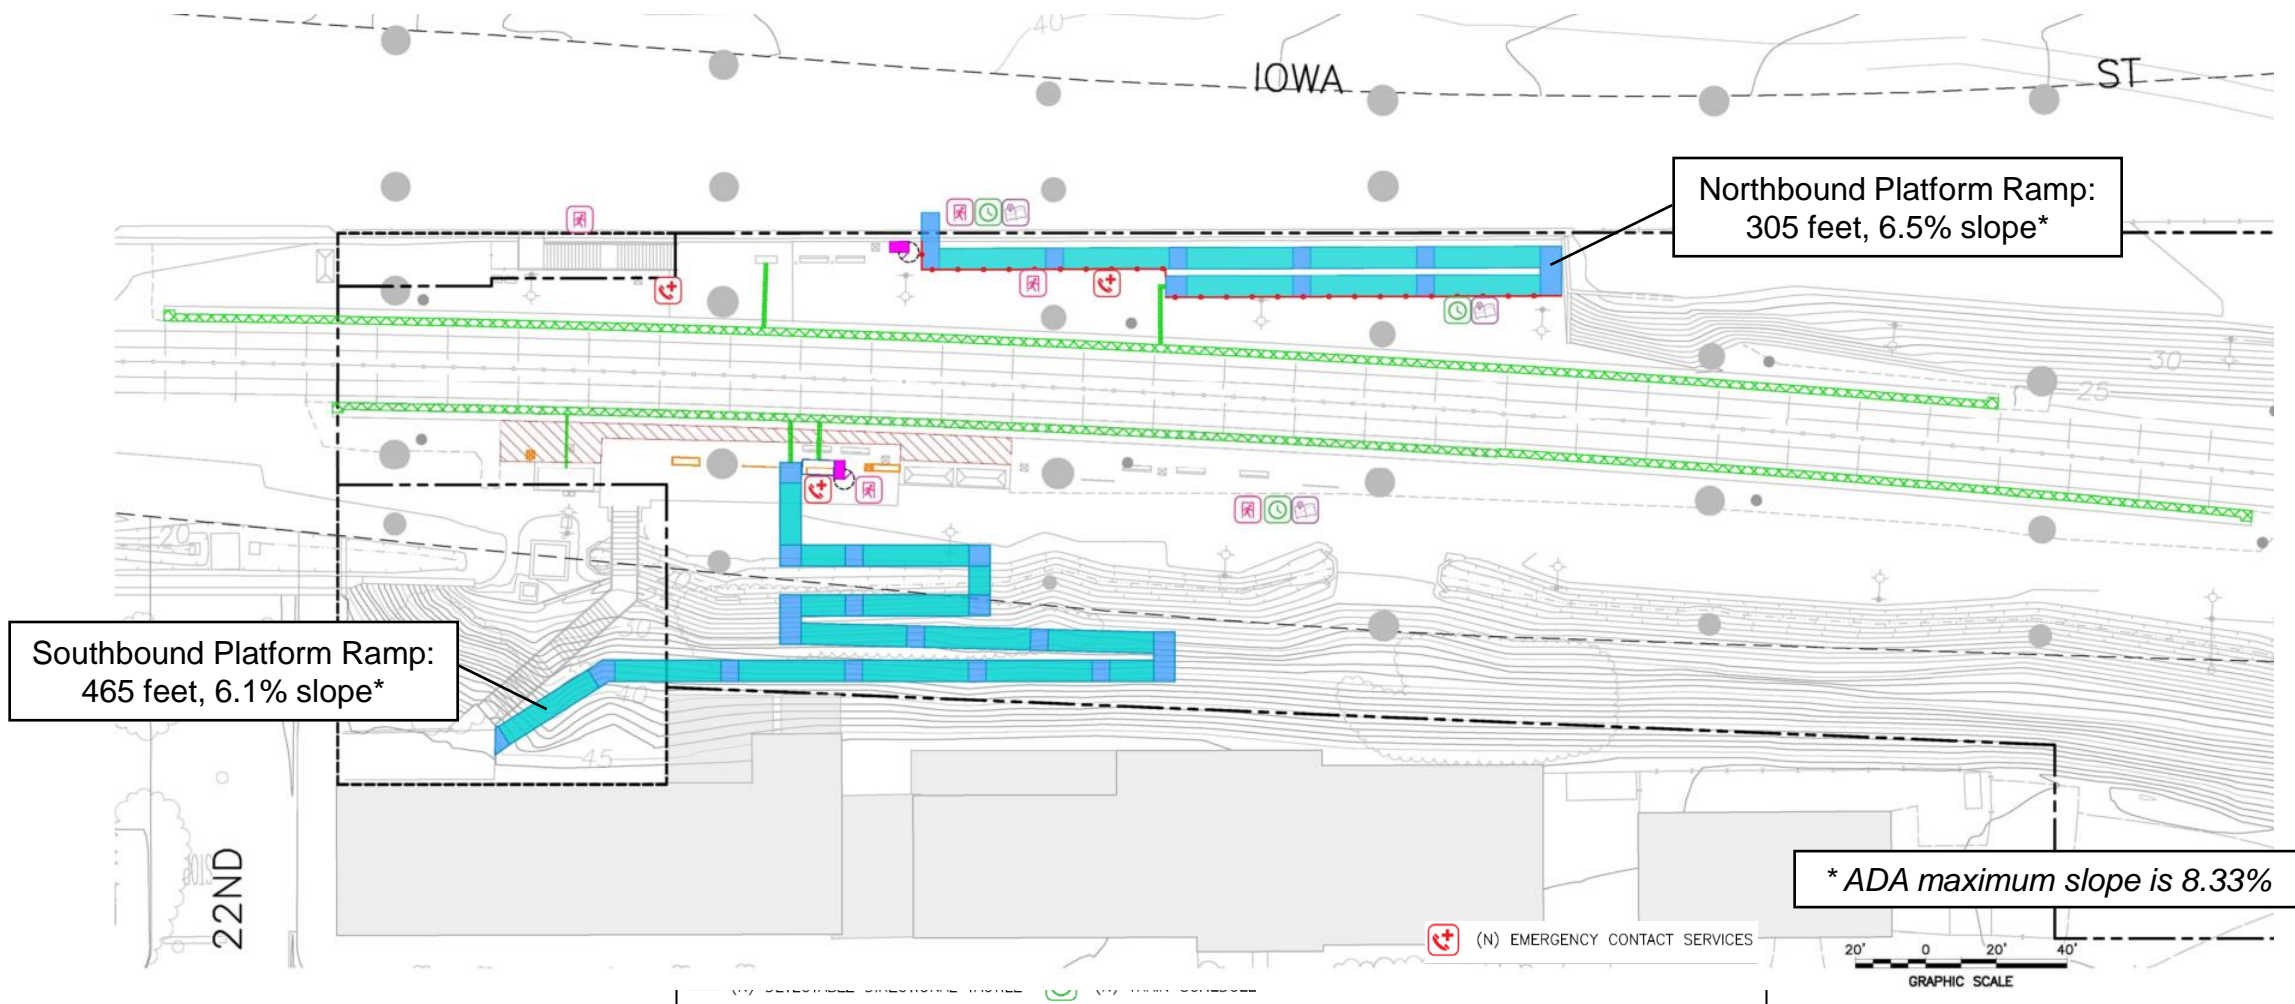 40
IOWA
ST
Northbound Platform Ramp:
305 feet, 6.5% slope*
30
25
20
30
Southbound Platform Ramp:
465 feet, 6.1% slope*
40
45
22ND
* ADA maximum slope is 8.33%
(N) EMERGENCY CONTACT SERVICES
20' 0 20' 40'
GRAPHIC SCALE